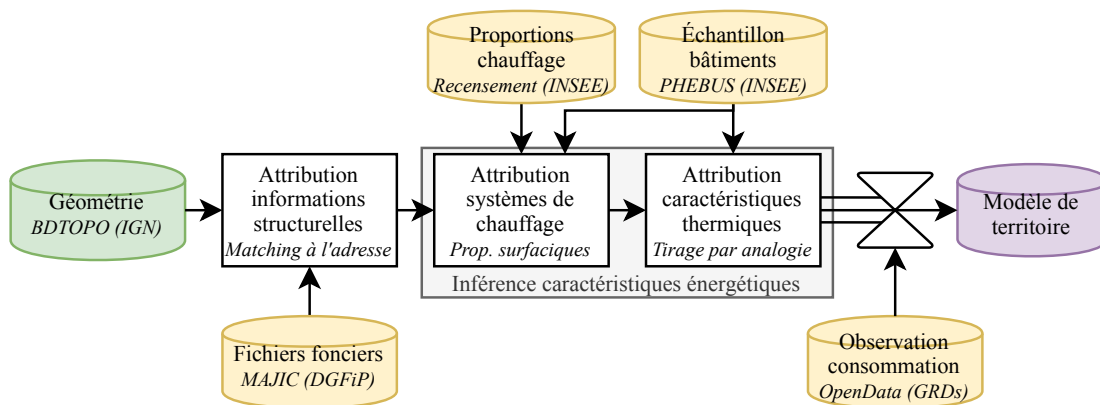 Proportions
chauffage
Recensement (INSEE)
Échantillon
bâtiments
PHEBUS (INSEE)
Géométrie
BDTOPO (IGN)
Attribution
informations
structurelles
Matching à l'adresse
Attribution
systèmes de
chauffage
Prop. surfaciques
Attribution
caractéristiques
thermiques
Tirage par analogie
Modèle de
territoire
Inférence caractéristiques énergétiques
Fichiers fonciers
MAJIC (DGFiP)
Observation
consommation
OpenData (GRDs)